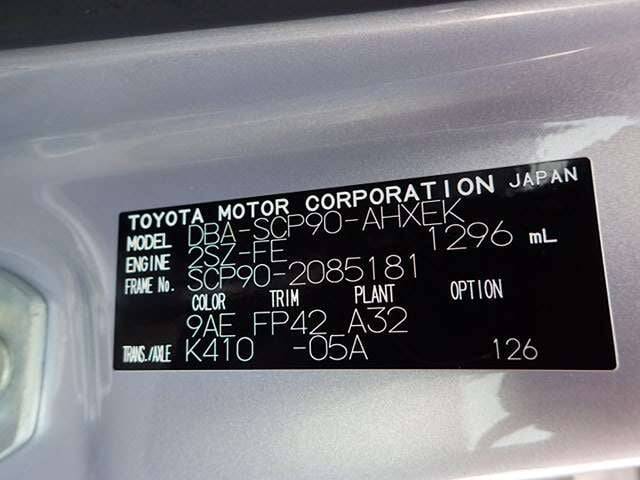 TOYOTA MOTOR CORPORATION JAPAN
MODEL DBA-SCP90-AHXEK
ENGINE 2SZ-FE 1296 mL
FRAME No. SCP90-2085181
COLOR TRIM PLANT OPTION
9AE FP42 A32
TRANS./AXLE K410 -05A 126